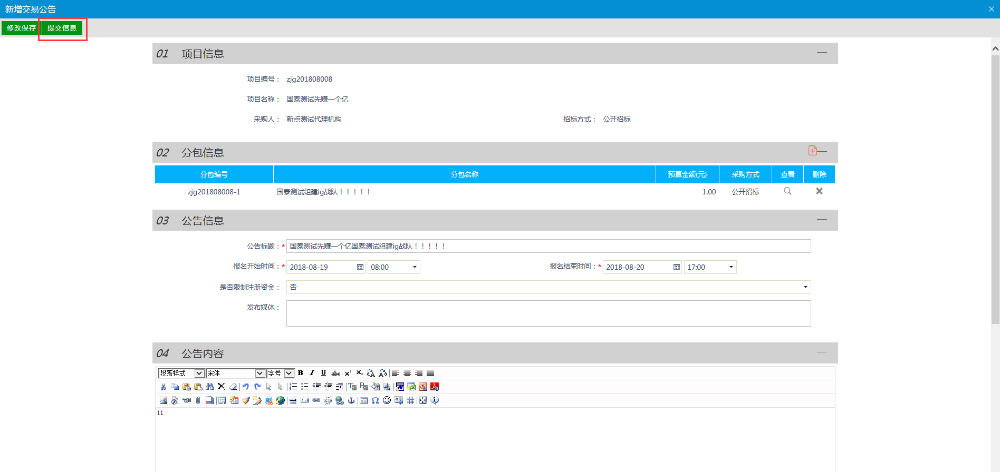 新增交易公告
修改保存 提交信息
01 项目信息
项目编号： zjg201808008
项目名称： 国泰测试先赚一个亿
采购人： 新点测试代理机构 招标方式： 公开招标
02 分包信息
分包编号 分包名称 预算金额(元) 采购方式 查看 删除
zjg201808008-1 国泰测试组建ig战队！！！！！ 1.00 公开招标
03 公告信息
公告标题：* 国泰测试先赚一个亿国泰测试组建ig战队！！！！！
报名开始时间：* 2018-08-19 08:00 报名结束时间：* 2018-08-20 17:00
是否限制注册资金： 否
发布媒体：
04 公告内容
段落样式 宋体 字号
11